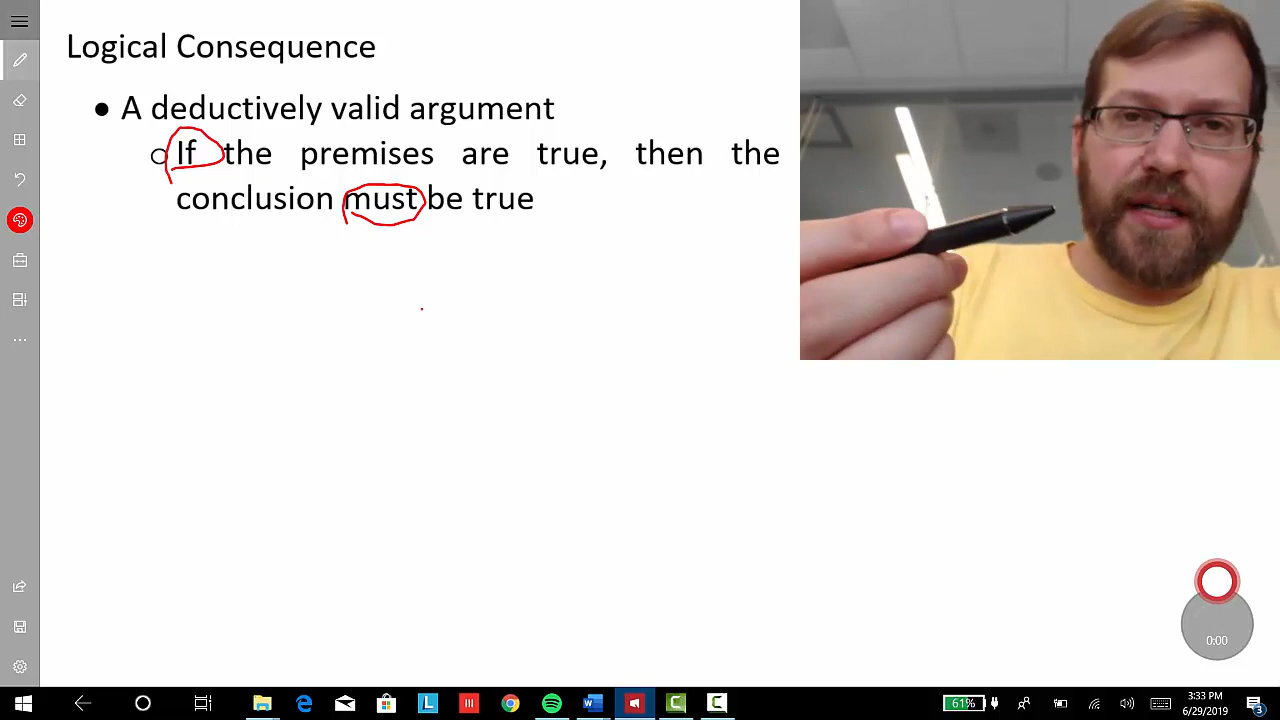 Logical Consequence
● A deductively valid argument
○ If the premises are true, then the
conclusion must be true
0:00
61%
3:33 PM
6/29/2019
3